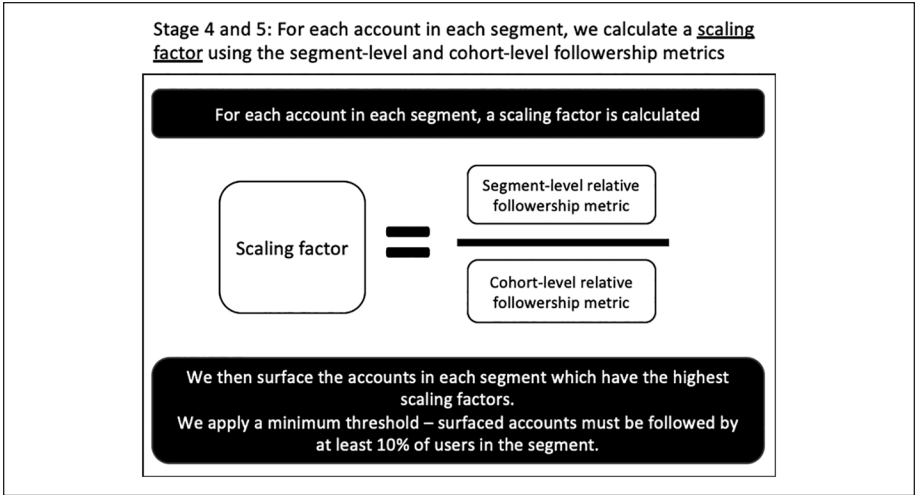 Stage 4 and 5: For each account in each segment, we calculate a scaling
factor using the segment-level and cohort-level followership metrics
For each account in each segment, a scaling factor is calculated
Scaling factor
=
Segment-level relative
followership metric
Cohort-level relative
followership metric
We then surface the accounts in each segment which have the highest
scaling factors.
We apply a minimum threshold – surfaced accounts must be followed by
at least 10% of users in the segment.